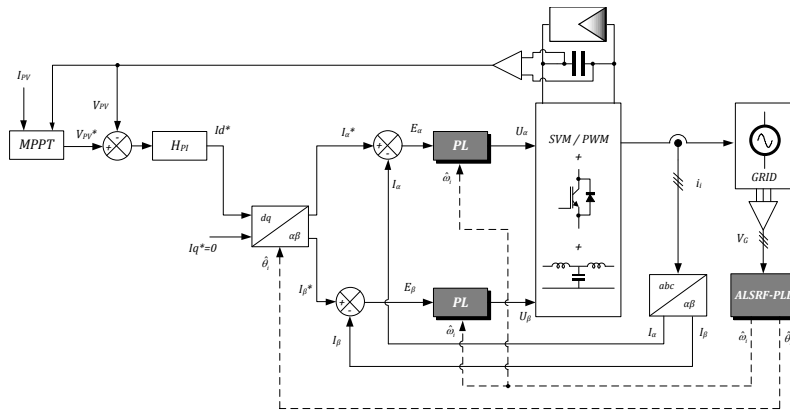 I_PV
V_PV
MPPT
V_PV*
+
-
H_PI
Id*
Iq*=0
dq
αβ
θ̂_i
I_α*
+
-
I_α
E_α
PL
ω̂_i
U_α
I_β*
+
-
I_β
E_β
PL
ω̂_i
U_β
SVM / PWM
+
+
i_i
GRID
V_G
abc
αβ
I_α
I_β
ALSRF-PLL
ω̂_i